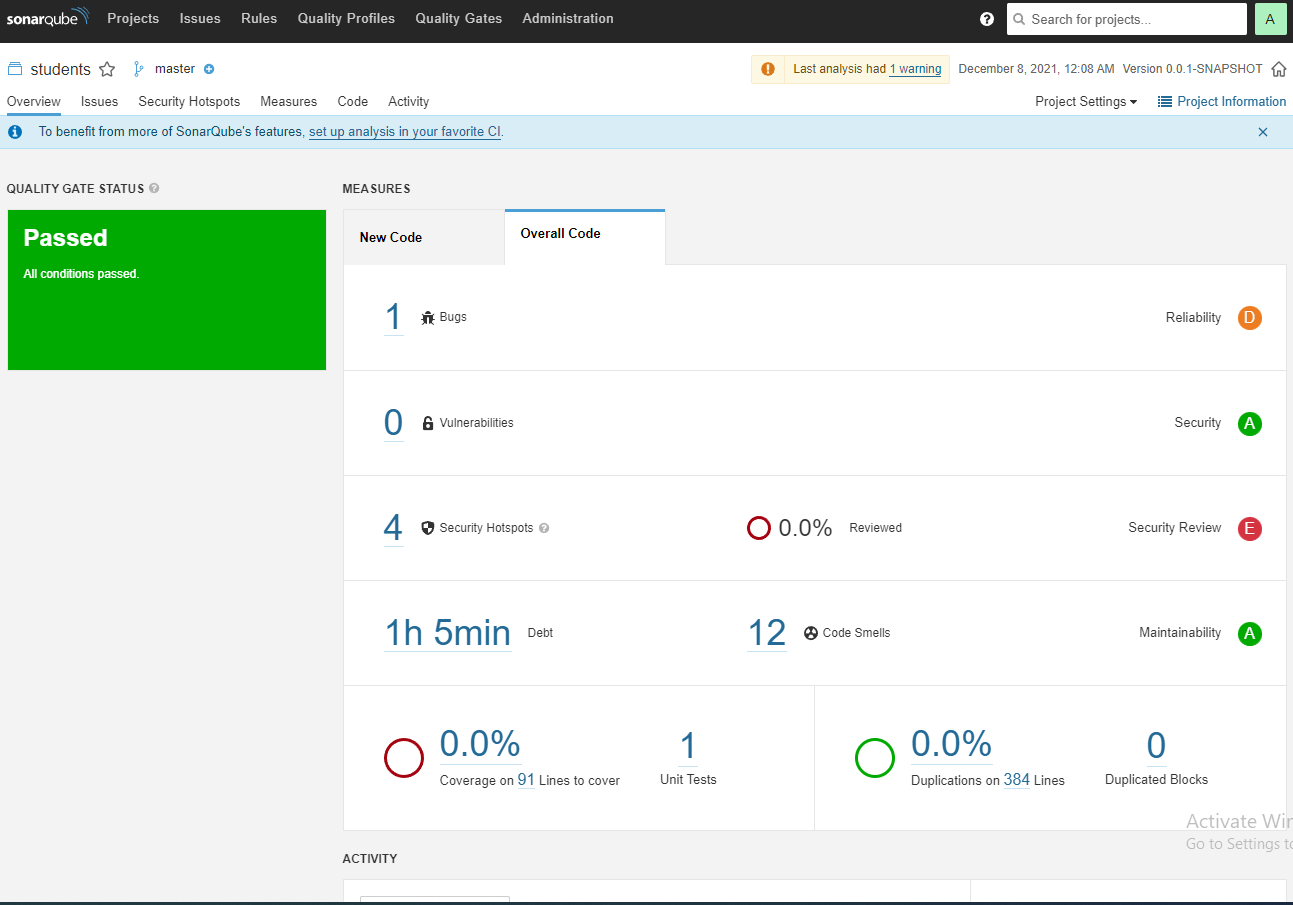 sonarqube Projects Issues Rules Quality Profiles Quality Gates Administration ? Search for projects... A
students master Last analysis had 1 warning December 8, 2021, 12:08 AM Version 0.0.1-SNAPSHOT
Overview Issues Security Hotspots Measures Code Activity Project Settings Project Information
To benefit from more of SonarQube's features, set up analysis in your favorite CI.
QUALITY GATE STATUS ?
Passed
All conditions passed.
MEASURES
New Code Overall Code
1 Bugs Reliability D
0 Vulnerabilities Security A
4 Security Hotspots ? 0.0% Reviewed Security Review E
1h 5min Debt 12 Code Smells Maintainability A
0.0% 1 0.0% 0
Coverage on 91 Lines to cover Unit Tests Duplications on 384 Lines Duplicated Blocks
Activate Win
Go to Settings to
ACTIVITY